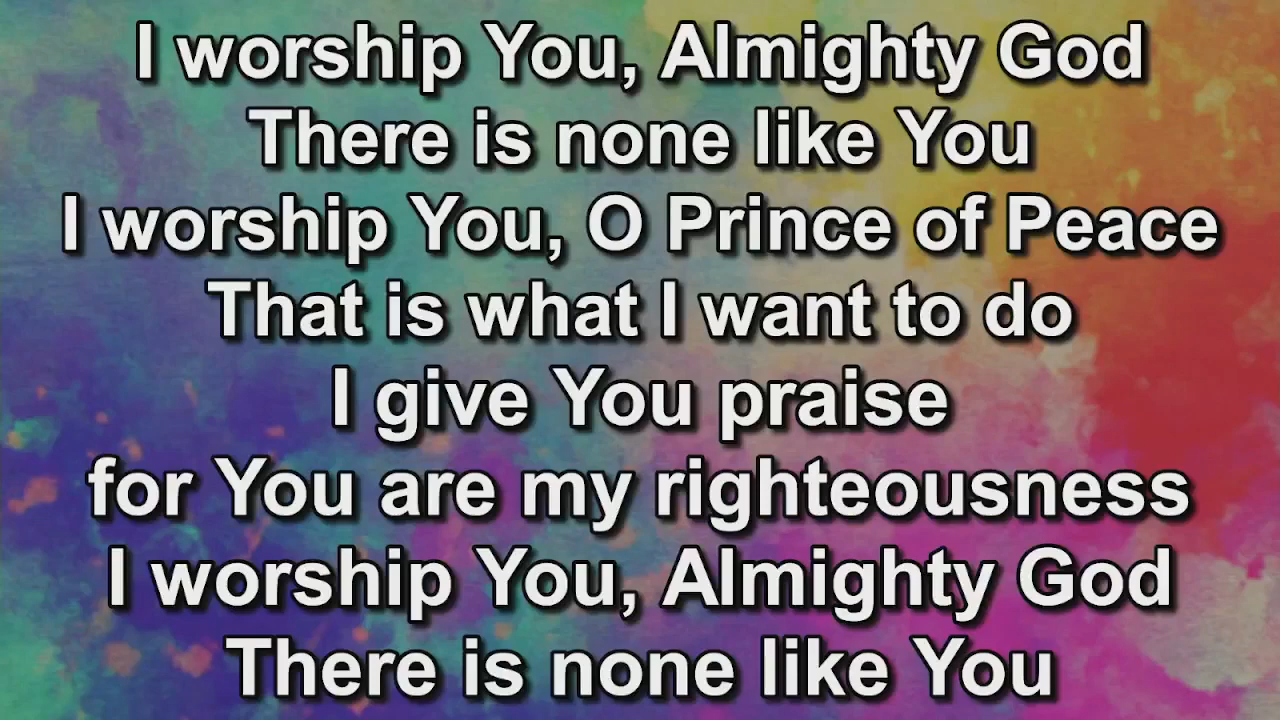 I worship You, Almighty God
There is none like You
I worship You, O Prince of Peace
That is what I want to do
I give You praise
for You are my righteousness
I worship You, Almighty God
There is none like You